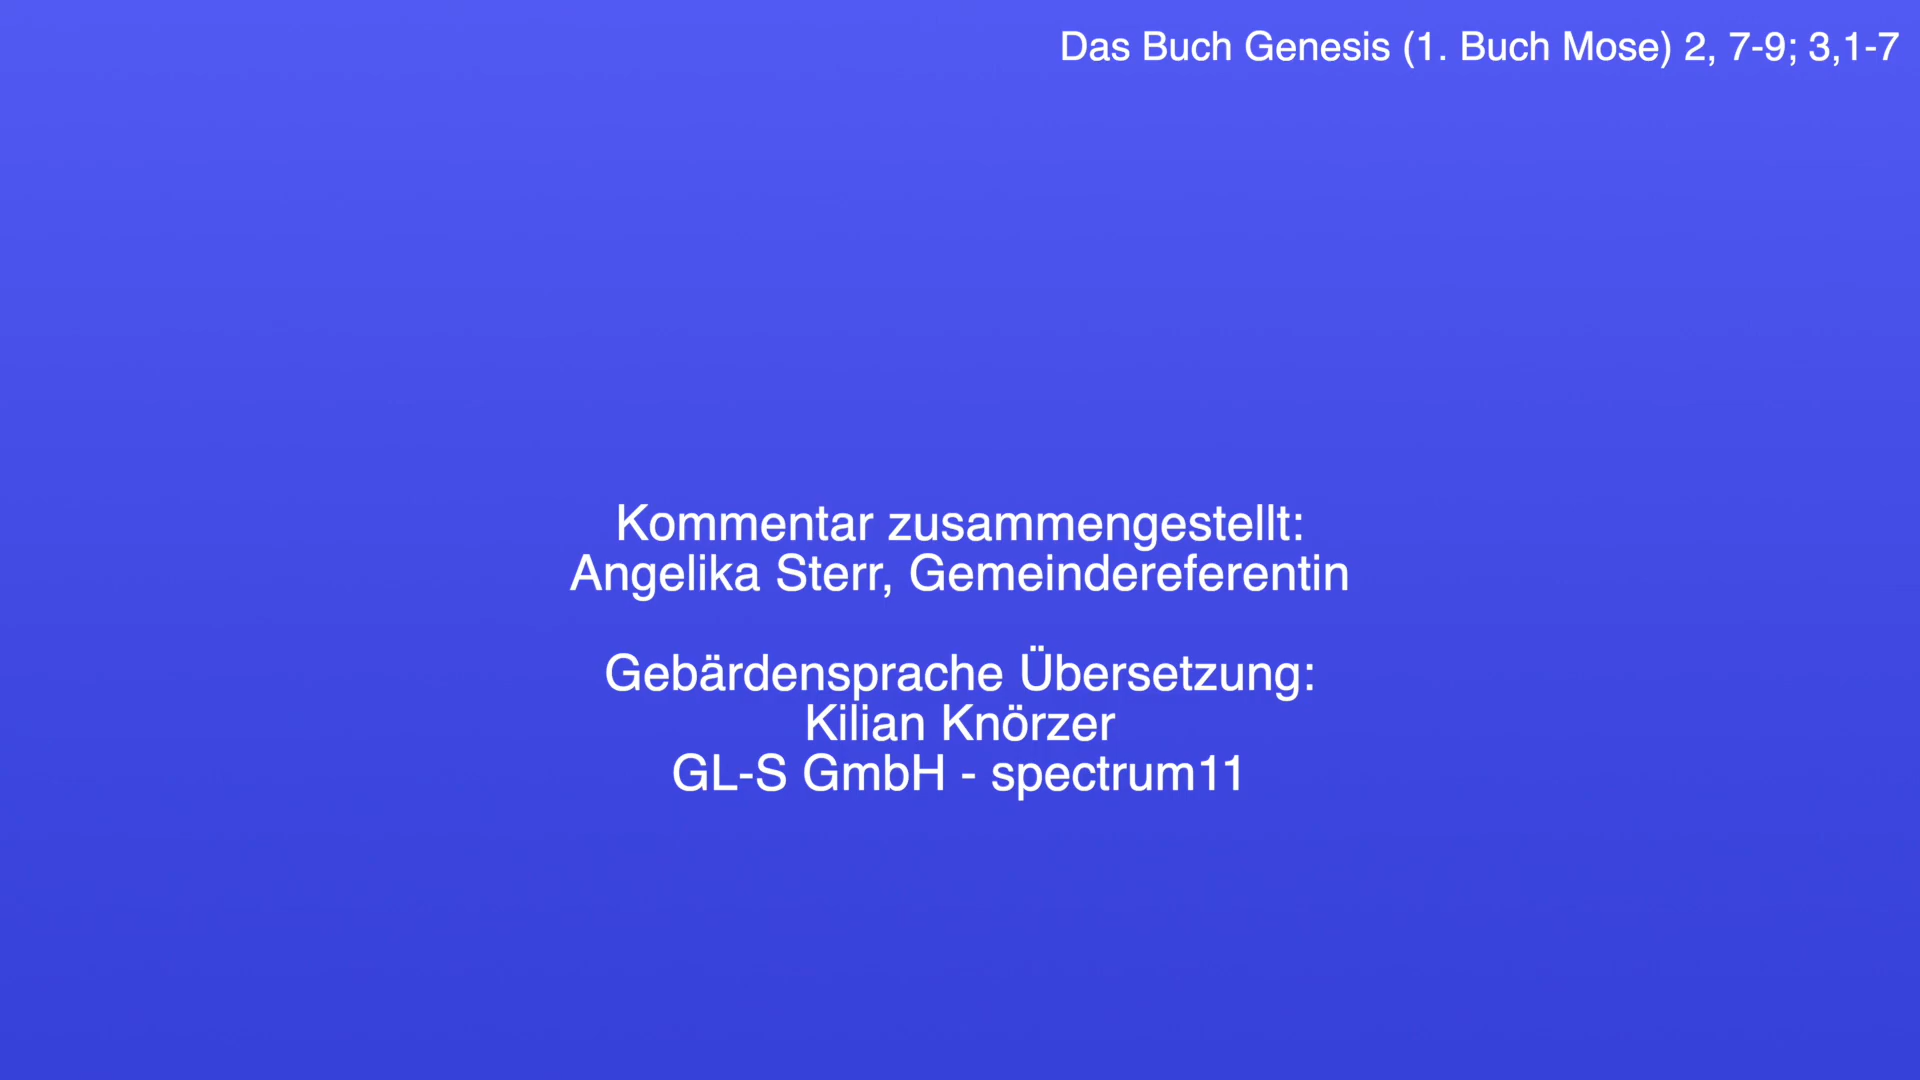 Das Buch Genesis (1. Buch Mose) 2, 7-9; 3,1-7
Kommentar zusammengestellt:
Angelika Sterr, Gemeindereferentin
Gebärdensprache Übersetzung:
Kilian Knörzer
GL-S GmbH - spectrum11